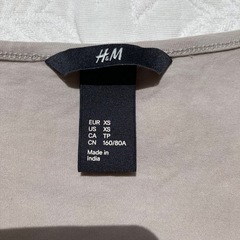 H&M
EUR XS
US XS
CA TP
CN 160/80A
Made in
India